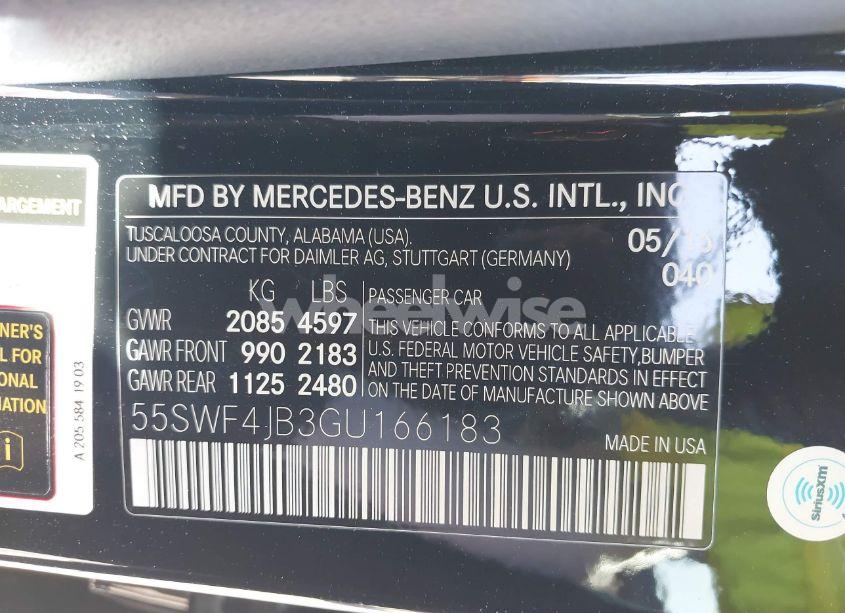 ARGEMENT
NER'S
L FOR
ONAL
MATION
A 205 584 19 03
MFD BY MERCEDES-BENZ U.S. INTL., INC
TUSCALOOSA COUNTY, ALABAMA (USA).
UNDER CONTRACT FOR DAIMLER AG, STUTTGART (GERMANY)
05/16
040
KG LBS
GVWR 2085 4597
GAWR FRONT 990 2183
GAWR REAR 1125 2480
PASSENGER CAR
THIS VEHICLE CONFORMS TO ALL APPLICABLE
U.S. FEDERAL MOTOR VEHICLE SAFETY,BUMPER
AND THEFT PREVENTION STANDARDS IN EFFECT
ON THE DATE OF MANUFACTURE SHOWN ABOVE
55SWF4JB3GU166183
MADE IN USA
SiriusXM
wheelwise